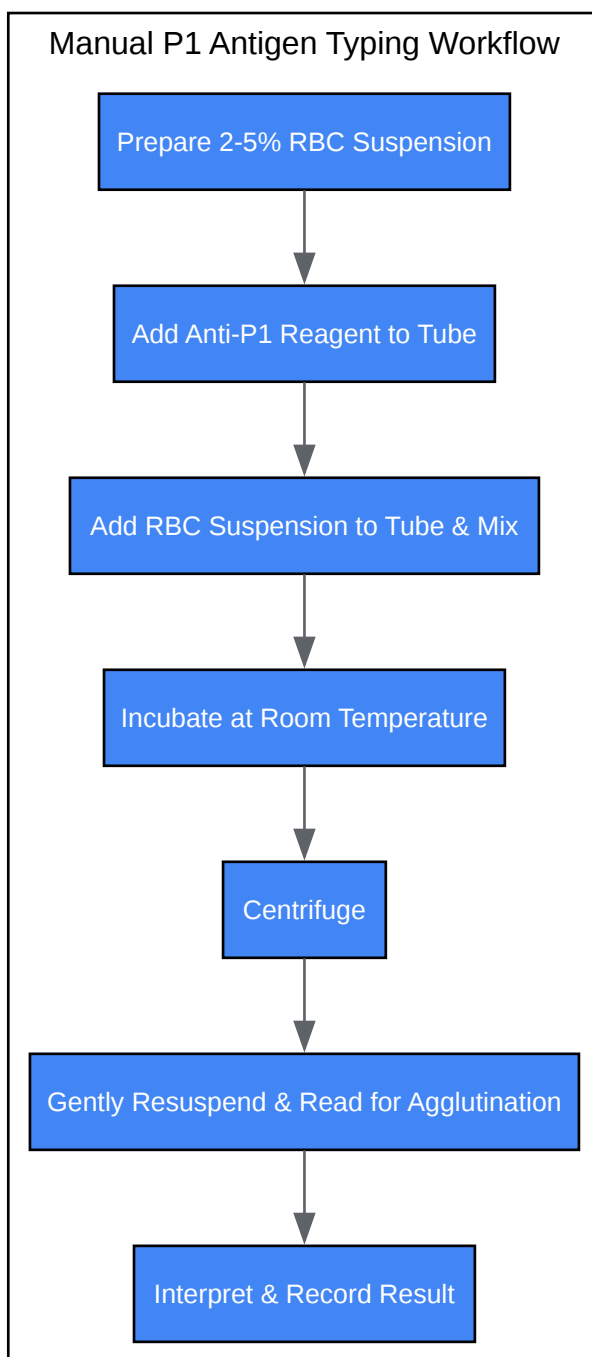 Manual P1 Antigen Typing Workflow
Prepare 2-5% RBC Suspension
Add Anti-P1 Reagent to Tube
Add RBC Suspension to Tube & Mix
Incubate at Room Temperature
Centrifuge
Gently Resuspend & Read for Agglutination
Interpret & Record Result